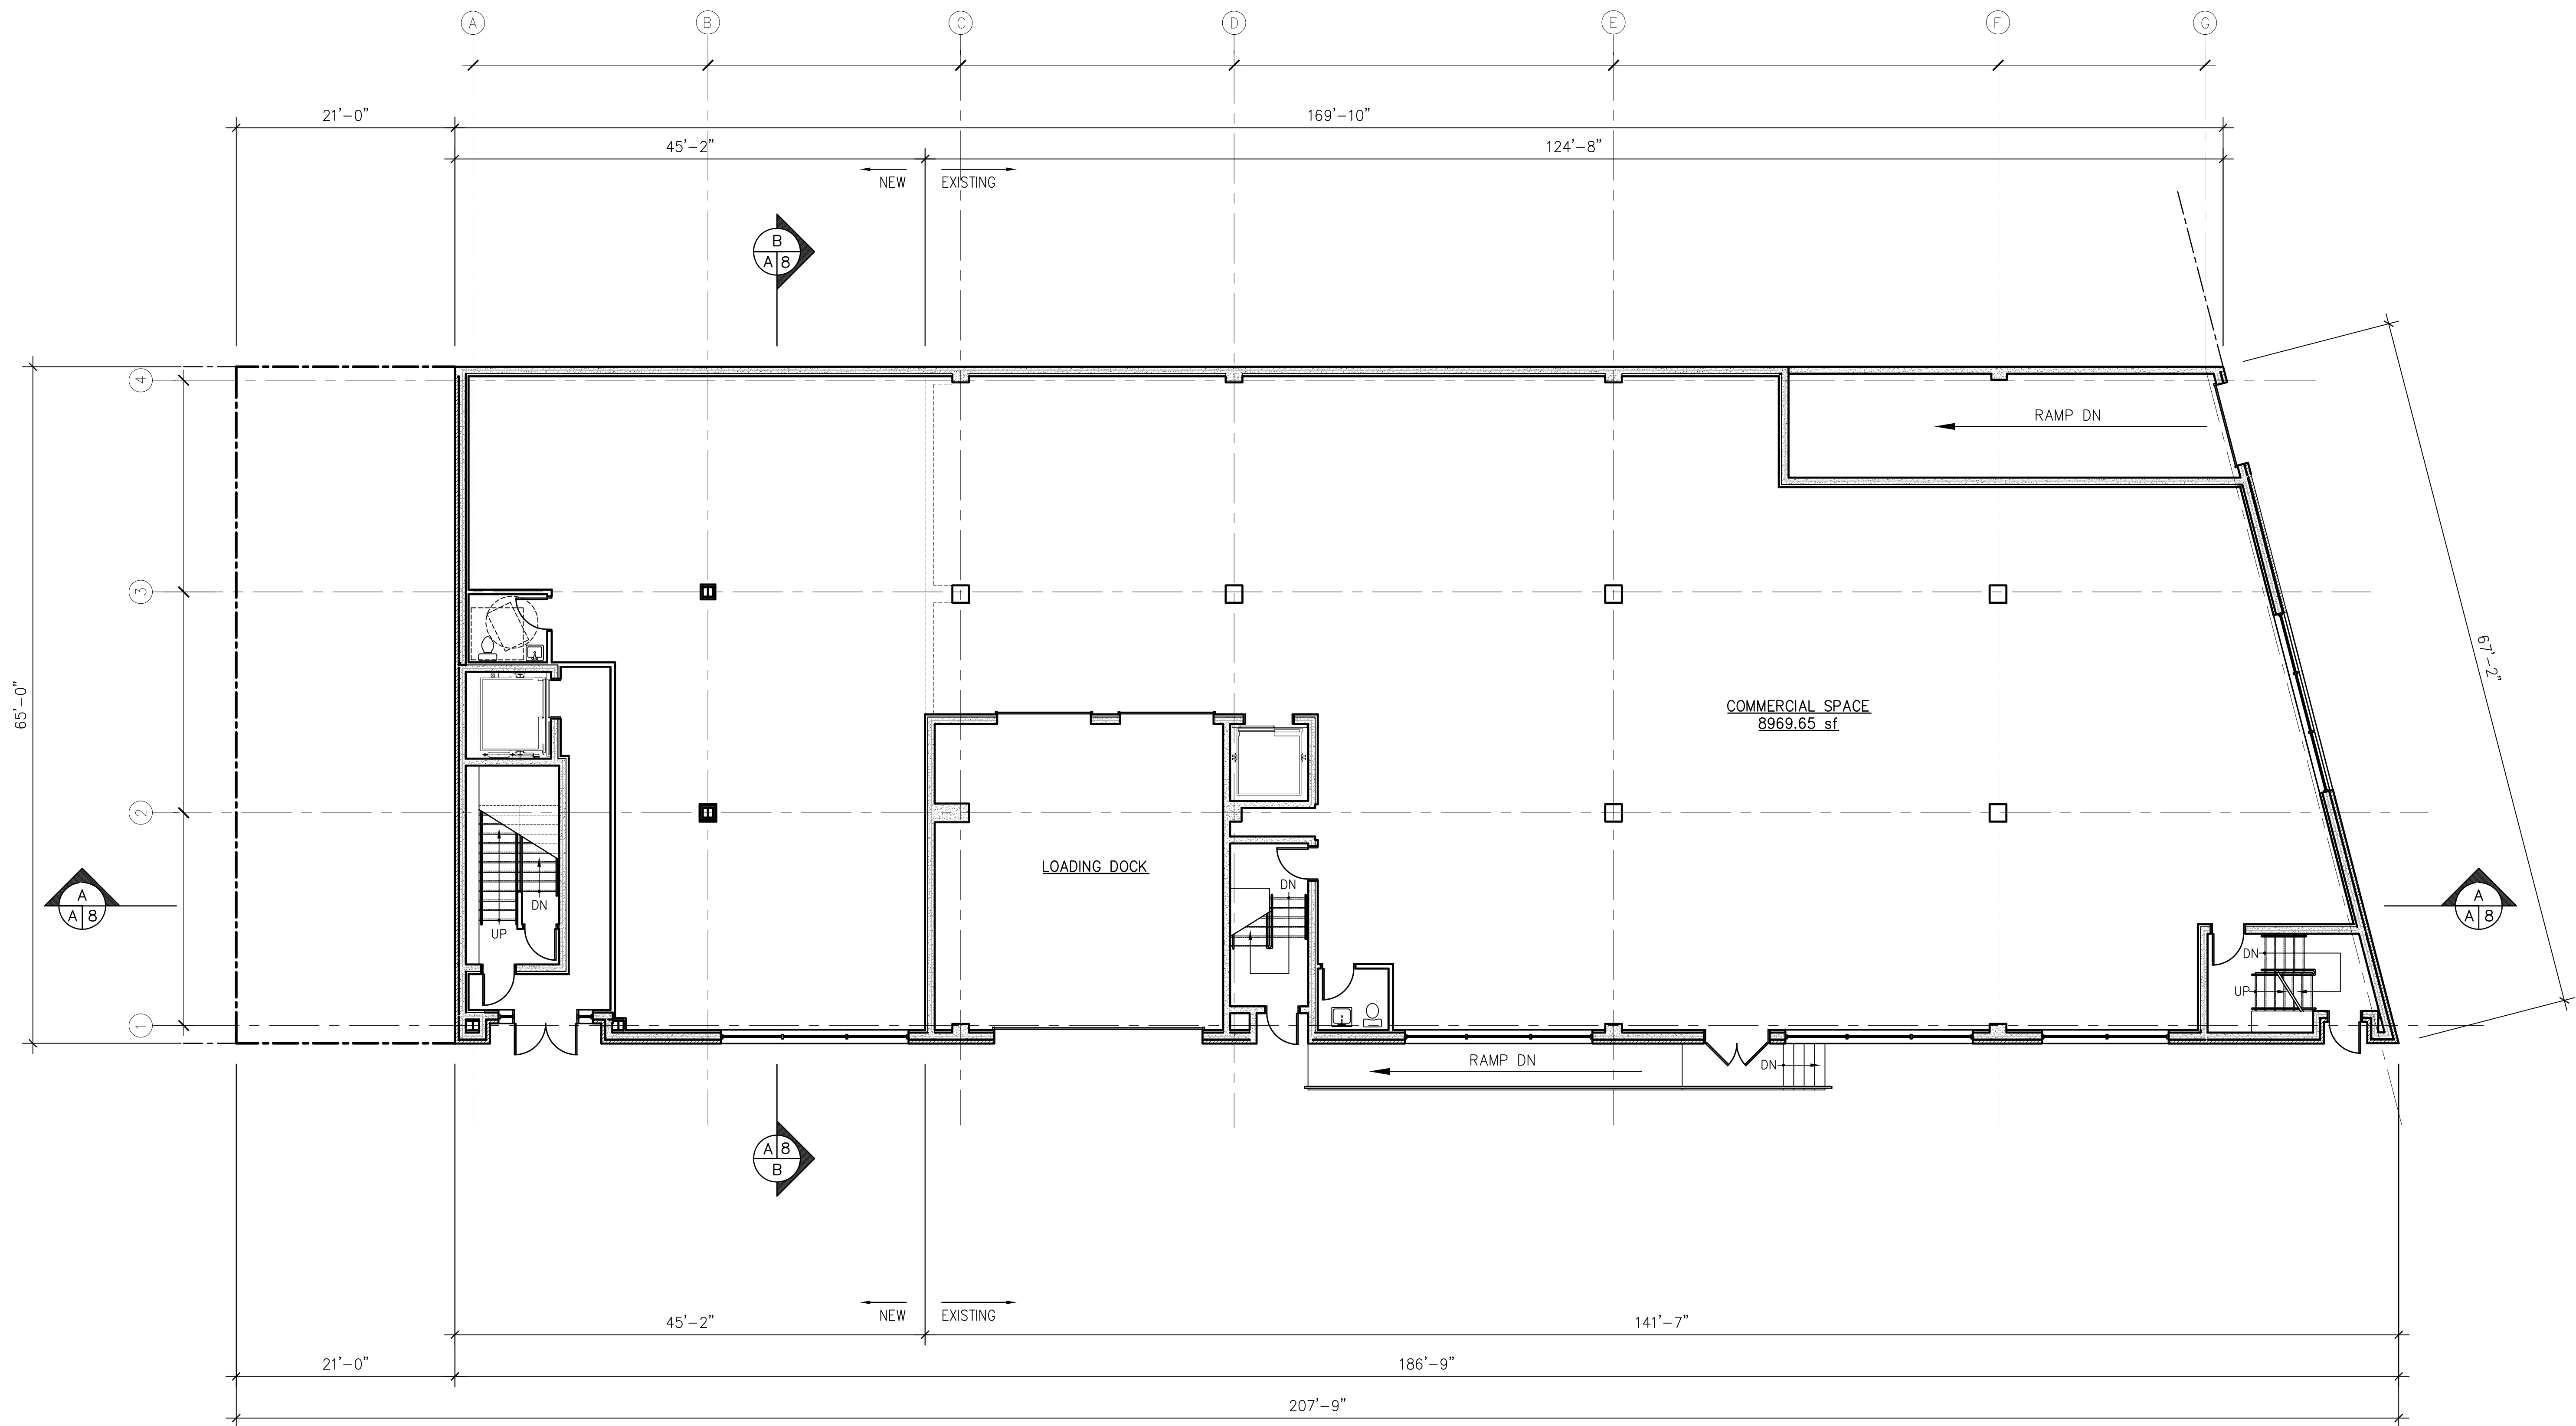 A B C D E F G
21'-0" 169'-10"
45'-2" 124'-8"
NEW EXISTING
B
A 8
4
RAMP DN
3
67'-2"
65'-0"
COMMERCIAL SPACE
8969.65 sf
2
LOADING DOCK
A
A 8
DN
UP
DN
A
A 8
DN
UP
1
RAMP DN
DN
A 8
B
NEW EXISTING
45'-2" 141'-7"
21'-0" 186'-9"
207'-9"